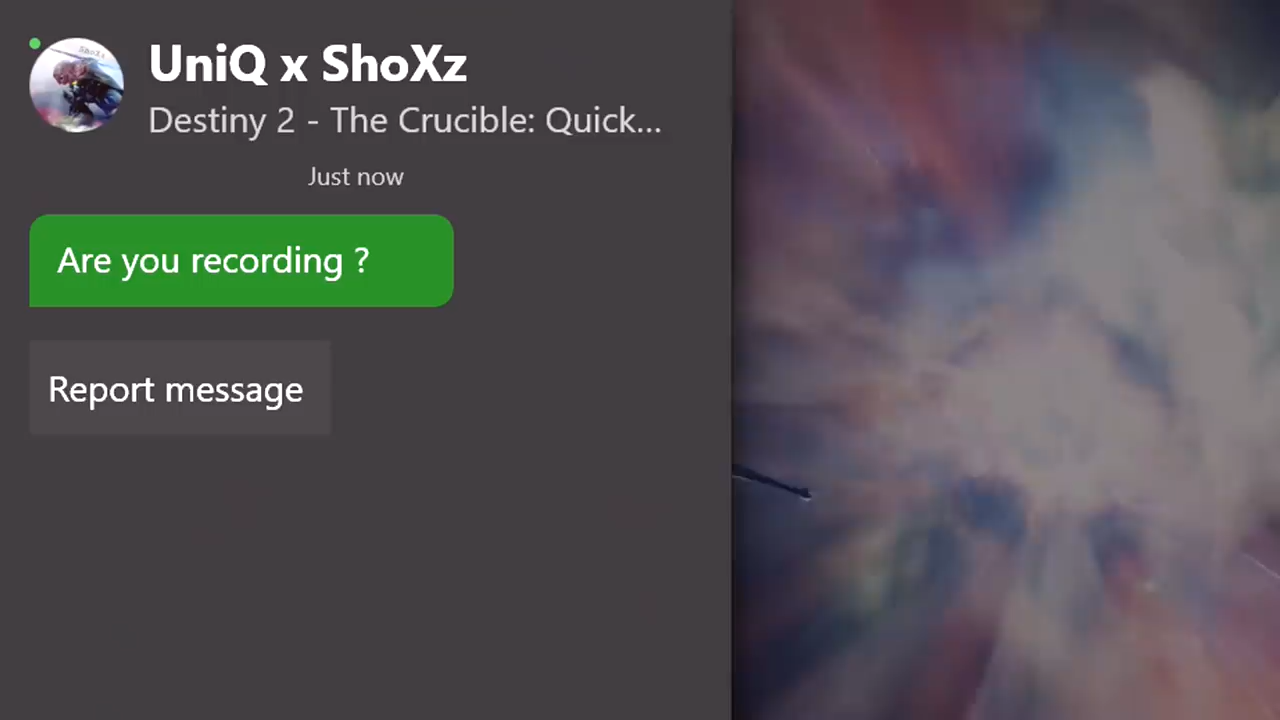 UniQ x ShoXz
Destiny 2 - The Crucible: Quick...
Just now
Are you recording ?
Report message